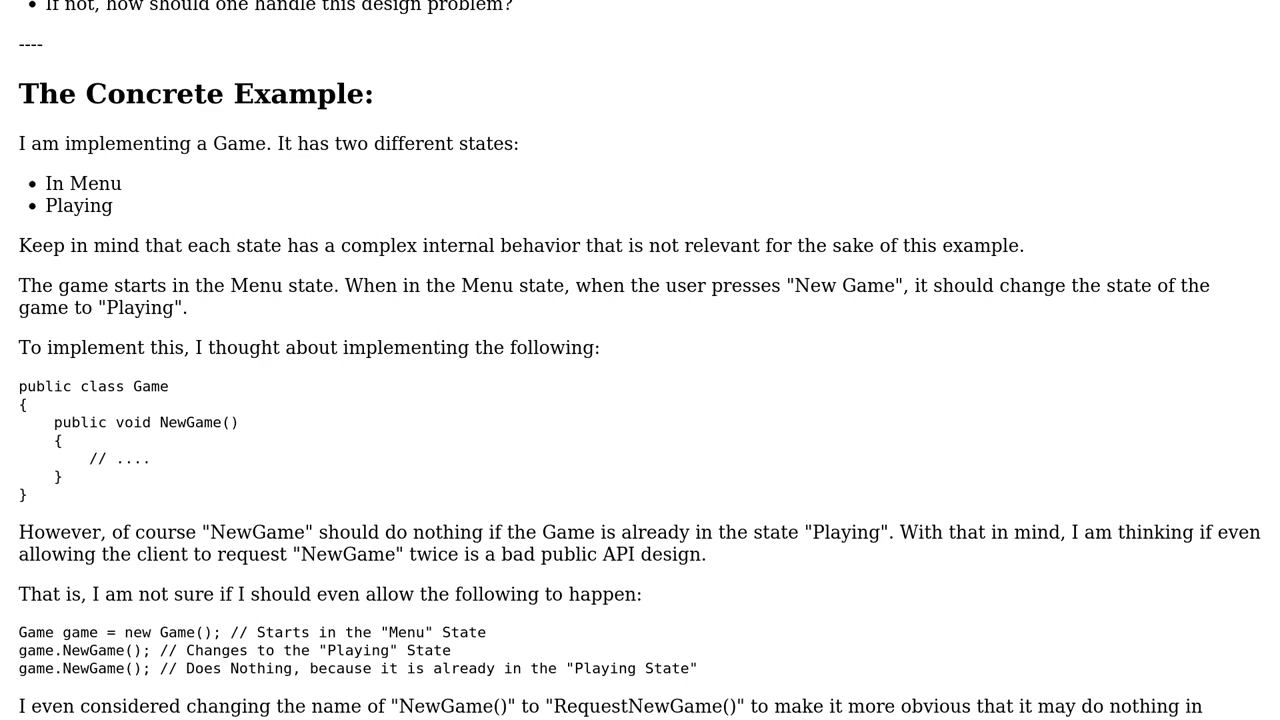 • If not, how should one handle this design problem?
----
The Concrete Example:
I am implementing a Game. It has two different states:
• In Menu
• Playing
Keep in mind that each state has a complex internal behavior that is not relevant for the sake of this example.
The game starts in the Menu state. When in the Menu state, when the user presses "New Game", it should change the state of the
game to "Playing".
To implement this, I thought about implementing the following:
public class Game
{
    public void NewGame()
    {
        // ....
    }
}
However, of course "NewGame" should do nothing if the Game is already in the state "Playing". With that in mind, I am thinking if even
allowing the client to request "NewGame" twice is a bad public API design.
That is, I am not sure if I should even allow the following to happen:
Game game = new Game(); // Starts in the "Menu" State
game.NewGame(); // Changes to the "Playing" State
game.NewGame(); // Does Nothing, because it is already in the "Playing State"
I even considered changing the name of "NewGame()" to "RequestNewGame()" to make it more obvious that it may do nothing in